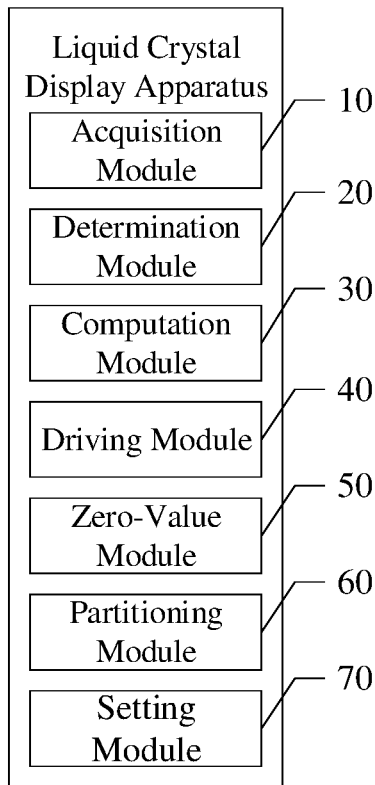 Liquid Crystal
Display Apparatus
Acquisition
Module
10
Determination
Module
20
Computation
Module
30
Driving Module
40
Zero-Value
Module
50
Partitioning
Module
60
Setting
Module
70